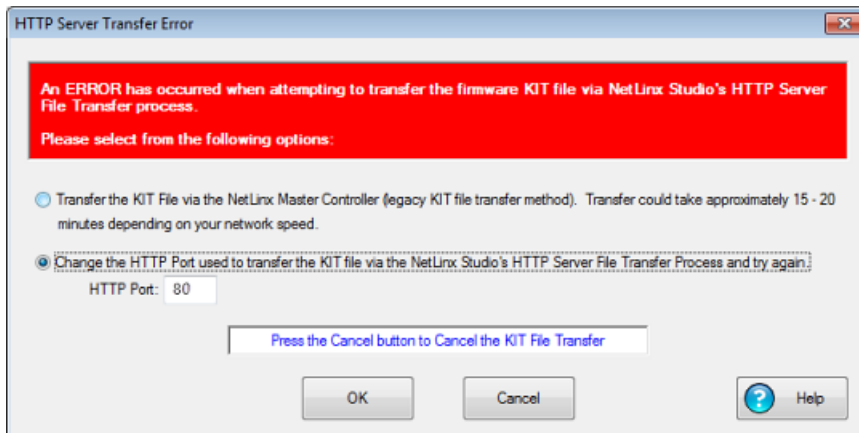 HTTP Server Transfer Error
An ERROR has occurred when attempting to transfer the firmware KIT file via NetLinx Studio's HTTP Server
File Transfer process.
Please select from the following options:
Transfer the KIT File via the NetLinx Master Controller (legacy KIT file transfer method). Transfer could take approximately 15 - 20
minutes depending on your network speed.
Change the HTTP Port used to transfer the KIT file via the NetLinx Studio's HTTP Server File Transfer Process and try again.
HTTP Port: 80
Press the Cancel button to Cancel the KIT File Transfer
OK Cancel ? Help